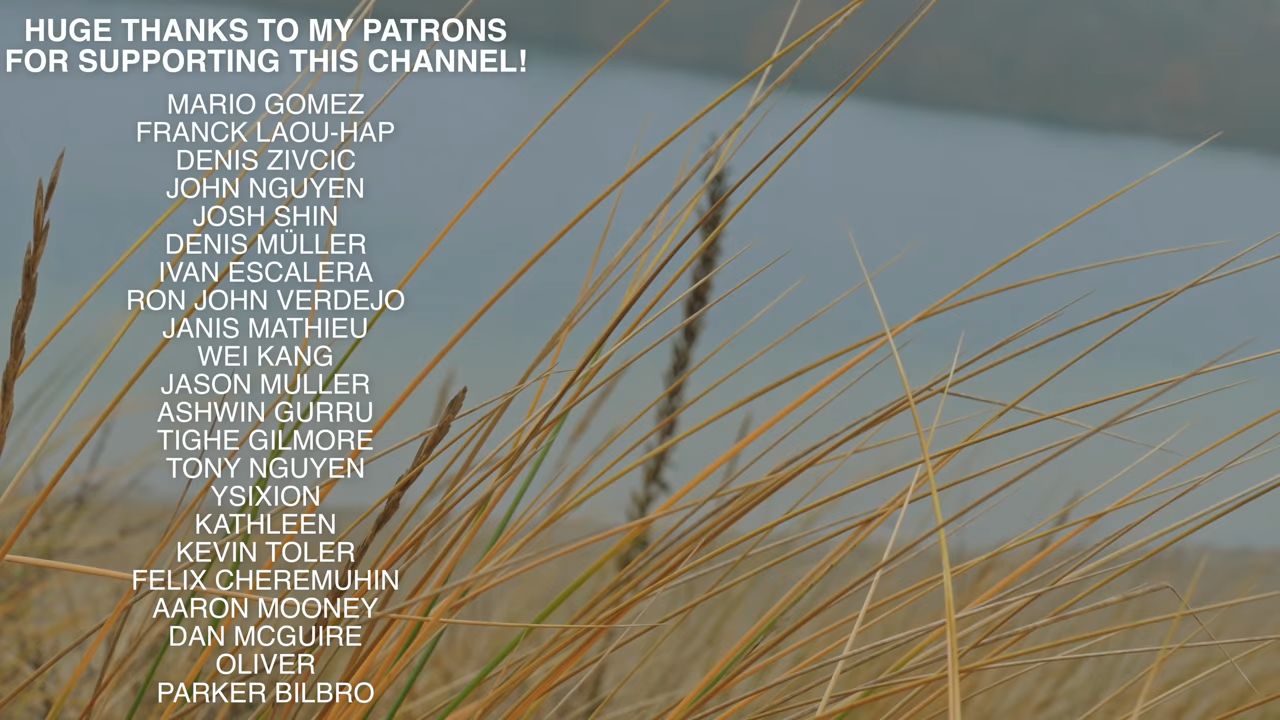 HUGE THANKS TO MY PATRONS
FOR SUPPORTING THIS CHANNEL!
MARIO GOMEZ
FRANCK LAOU-HAP
DENIS ZIVCIC
JOHN NGUYEN
JOSH SHIN
DENIS MÜLLER
IVAN ESCALERA
RON JOHN VERDEJO
JANIS MATHIEU
WEI KANG
JASON MULLER
ASHWIN GURRU
TIGHE GILMORE
TONY NGUYEN
YSIXION
KATHLEEN
KEVIN TOLER
FELIX CHEREMUHIN
AARON MOONEY
DAN MCGUIRE
OLIVER
PARKER BILBRO